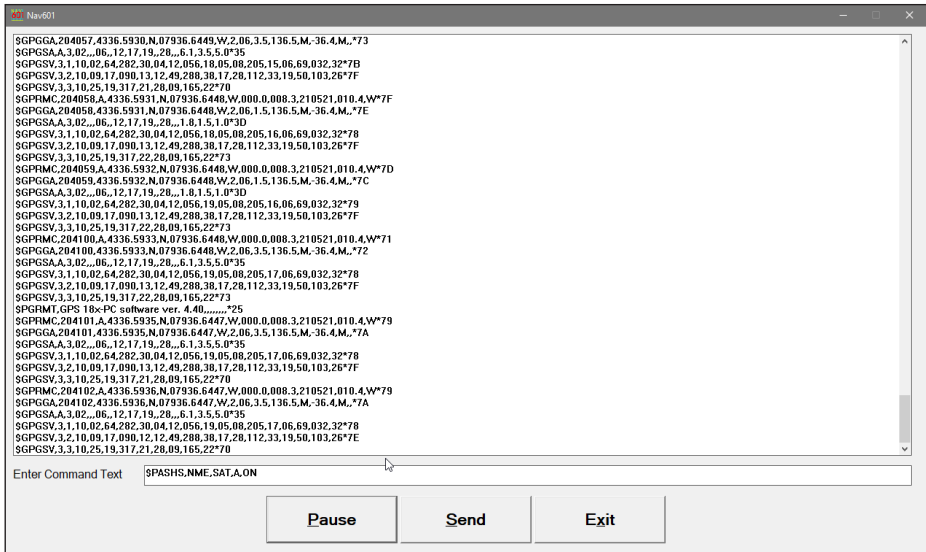 Nav601
$GPGGA,204057,4336.5930,N,07936.6449,W,2,06,3.5,136.5,M,-36.4,M,,*73
$GPGSA,A,3,02,,,06,,12,17,19,,28,,,6.1,3.5,5.0*35
$GPGSV,3,1,10,02,64,282,30,04,12,056,18,05,08,205,15,06,69,032,32*7B
$GPGSV,3,2,10,09,17,090,13,12,49,288,38,17,28,112,33,19,50,103,26*7F
$GPGSV,3,3,10,25,19,317,21,28,09,165,22*70
$GPRMC,204058,A,4336.5931,N,07936.6448,W,000.0,008.3,210521,010.4,W*7F
$GPGGA,204058,4336.5931,N,07936.6448,W,2,06,1.5,136.5,M,-36.4,M,,*7E
$GPGSA,A,3,02,,,06,,12,17,19,,28,,,1.8,1.5,1.0*3D
$GPGSV,3,1,10,02,64,282,30,04,12,056,18,05,08,205,16,06,69,032,32*78
$GPGSV,3,2,10,09,17,090,13,12,49,288,38,17,28,112,33,19,50,103,26*7F
$GPGSV,3,3,10,25,19,317,22,28,09,165,22*73
$GPRMC,204059,A,4336.5932,N,07936.6448,W,000.0,008.3,210521,010.4,W*7D
$GPGGA,204059,4336.5932,N,07936.6448,W,2,06,1.5,136.5,M,-36.4,M,,*7C
$GPGSA,A,3,02,,,06,,12,17,19,,28,,,1.8,1.5,1.0*3D
$GPGSV,3,1,10,02,64,282,30,04,12,056,19,05,08,205,16,06,69,032,32*79
$GPGSV,3,2,10,09,17,090,13,12,49,288,38,17,28,112,33,19,50,103,26*7F
$GPGSV,3,3,10,25,19,317,22,28,09,165,22*73
$GPRMC,204100,A,4336.5933,N,07936.6448,W,000.0,008.3,210521,010.4,W*71
$GPGGA,204100,4336.5933,N,07936.6448,W,2,06,3.5,136.5,M,-36.4,M,,*72
$GPGSA,A,3,02,,,06,,12,17,19,,28,,,6.1,3.5,5.0*35
$GPGSV,3,1,10,02,64,282,30,04,12,056,19,05,08,205,17,06,69,032,32*78
$GPGSV,3,2,10,09,17,090,13,12,49,288,38,17,28,112,33,19,50,103,26*7F
$GPGSV,3,3,10,25,19,317,22,28,09,165,22*73
$PGRMT,GPS 18x-PC software ver. 4.40,,,,,,,,*25
$GPRMC,204101,A,4336.5935,N,07936.6447,W,000.0,008.3,210521,010.4,W*79
$GPGGA,204101,4336.5935,N,07936.6447,W,2,06,3.5,136.5,M,-36.4,M,,*7A
$GPGSA,A,3,02,,,06,,12,17,19,,28,,,6.1,3.5,5.0*35
$GPGSV,3,1,10,02,64,282,30,04,12,056,19,05,08,205,17,06,69,032,32*78
$GPGSV,3,2,10,09,17,090,13,12,49,288,38,17,28,112,33,19,50,103,26*7F
$GPGSV,3,3,10,25,19,317,21,28,09,165,22*70
$GPRMC,204102,A,4336.5936,N,07936.6447,W,000.0,008.3,210521,010.4,W*79
$GPGGA,204102,4336.5936,N,07936.6447,W,2,06,3.5,136.5,M,-36.4,M,,*7A
$GPGSA,A,3,02,,,06,,12,17,19,,28,,,6.1,3.5,5.0*35
$GPGSV,3,1,10,02,64,282,30,04,12,056,19,05,08,205,17,06,69,032,32*78
$GPGSV,3,2,10,09,17,090,12,12,49,288,38,17,28,112,33,19,50,103,26*7E
$GPGSV,3,3,10,25,19,317,21,28,09,165,22*70
Enter Command Text $PASHS,NME,SAT,A,ON
Pause Send Exit